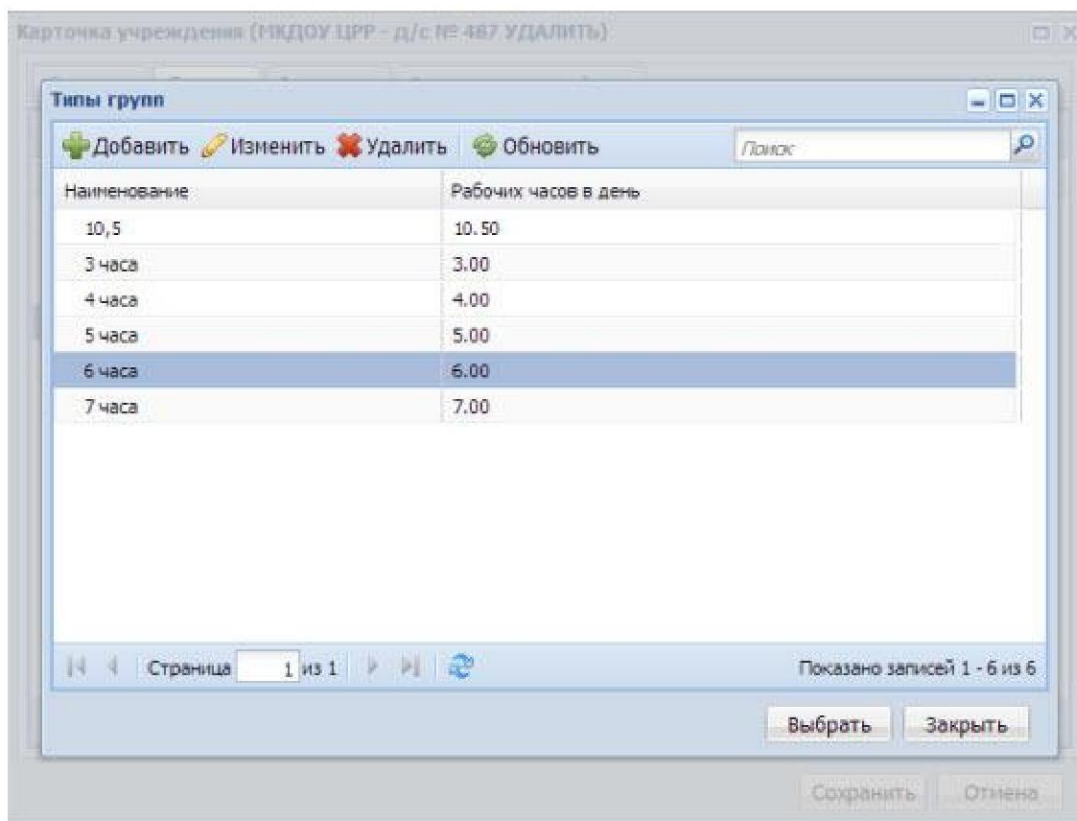 Карточка учреждения (МКДОУ ЦРР - д/с № 487 УДАЛИТЬ)
Типы групп
Добавить Изменить Удалить Обновить Поиск
Наименование Рабочих часов в день
10,5 10.50
3 часа 3.00
4 часа 4.00
5 часа 5.00
6 часа 6.00
7 часа 7.00
Страница 1 из 1 Показано записей 1 - 6 из 6
Выбрать Закрыть
Сохранить Отмена